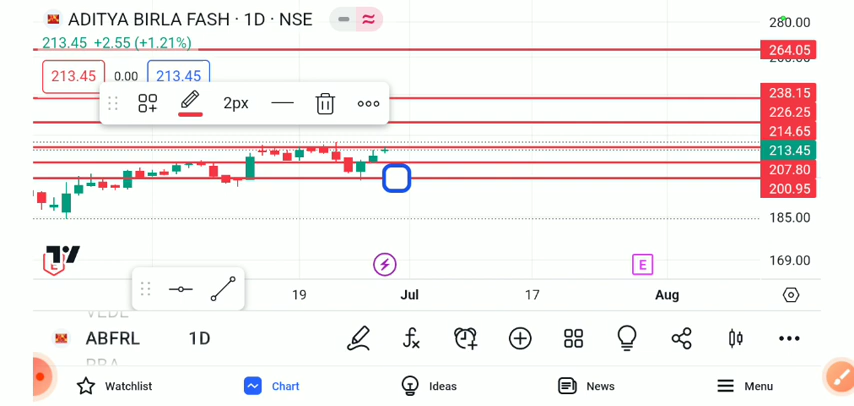 ADITYA BIRLA FASH · 1D · NSE
213.45 +2.55 (+1.21%)
213.45 0.00 213.45
2px
280.00
264.05
238.15
226.25
214.65
213.45
207.80
200.95
185.00
169.00
E
19 Jul 17 Aug
ABFRL 1D
Watchlist Chart Ideas News Menu